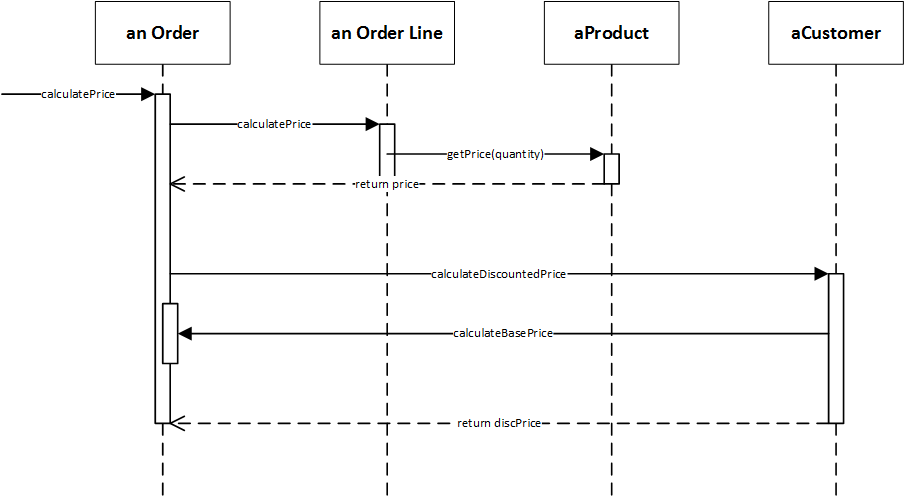 an Order
an Order Line
aProduct
aCustomer
calculatePrice
calculatePrice
getPrice(quantity)
return price
calculateDiscountedPrice
calculateBasePrice
return discPrice